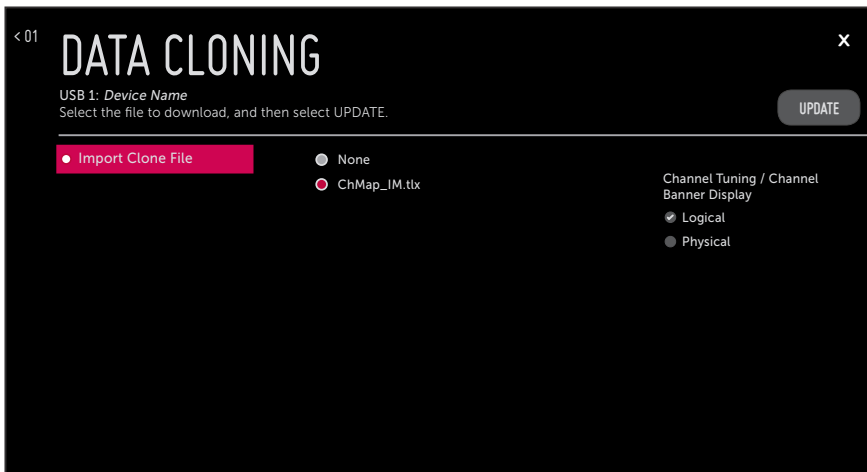 < 01
DATA CLONING
X
USB 1: Device Name
Select the file to download, and then select UPDATE.
UPDATE
Import Clone File
None
ChMap_IM.tlx
Channel Tuning / Channel
Banner Display
Logical
Physical